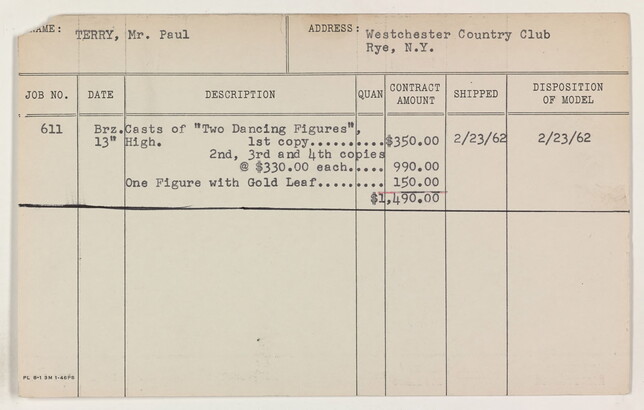 NAME: TERRY, Mr. Paul
ADDRESS: Westchester Country Club
Rye, N.Y.
JOB NO. DATE DESCRIPTION QUAN CONTRACT AMOUNT SHIPPED DISPOSITION OF MODEL
611 Brz. Casts of "Two Dancing Figures",
13" High. 1st copy..........$350.00 2/23/62 2/23/62
2nd, 3rd and 4th copies
@ $330.00 each..... 990.00
One Figure with Gold Leaf......... 150.00
$1,490.00